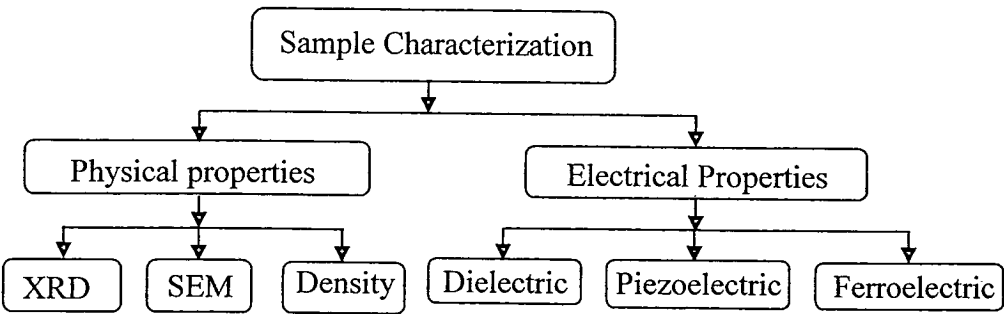 Sample Characterization
Physical properties
Electrical Properties
XRD
SEM
Density
Dielectric
Piezoelectric
Ferroelectric